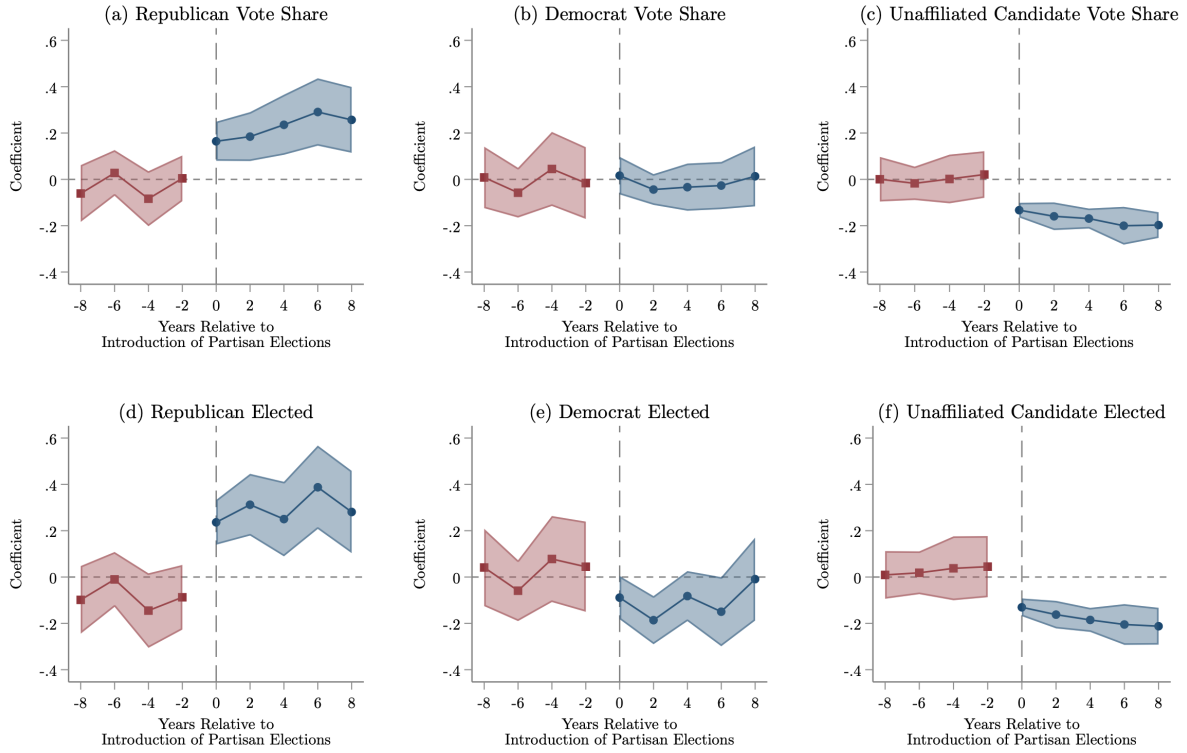 (a) Republican Vote Share
.6
.4
.2
0
-.2
-.4
Coefficient
-8 -6 -4 -2 0 2 4 6 8
Years Relative to
Introduction of Partisan Elections
(b) Democrat Vote Share
.6
.4
.2
0
-.2
-.4
Coefficient
-8 -6 -4 -2 0 2 4 6 8
Years Relative to
Introduction of Partisan Elections
(c) Unaffiliated Candidate Vote Share
.6
.4
.2
0
-.2
-.4
Coefficient
-8 -6 -4 -2 0 2 4 6 8
Years Relative to
Introduction of Partisan Elections
(d) Republican Elected
.6
.4
.2
0
-.2
-.4
Coefficient
-8 -6 -4 -2 0 2 4 6 8
Years Relative to
Introduction of Partisan Elections
(e) Democrat Elected
.6
.4
.2
0
-.2
-.4
Coefficient
-8 -6 -4 -2 0 2 4 6 8
Years Relative to
Introduction of Partisan Elections
(f) Unaffiliated Candidate Elected
.6
.4
.2
0
-.2
-.4
Coefficient
-8 -6 -4 -2 0 2 4 6 8
Years Relative to
Introduction of Partisan Elections